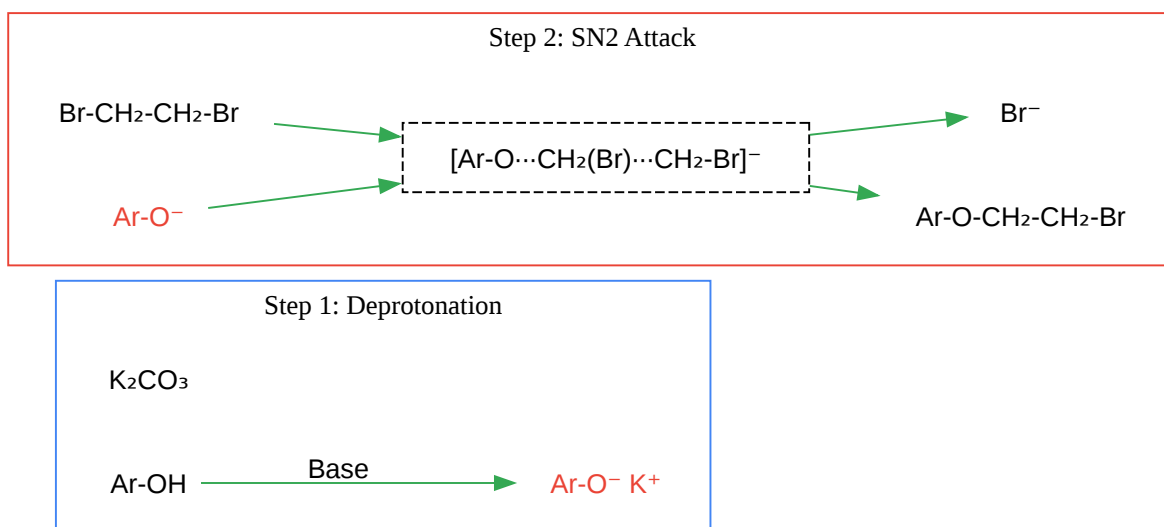 Step 2: SN2 Attack
Br-CH₂-CH₂-Br
Br⁻
[Ar-O···CH₂(Br)···CH₂-Br]⁻
Ar-O⁻
Ar-O-CH₂-CH₂-Br
Step 1: Deprotonation
K₂CO₃
Base
Ar-OH
Ar-O⁻ K⁺